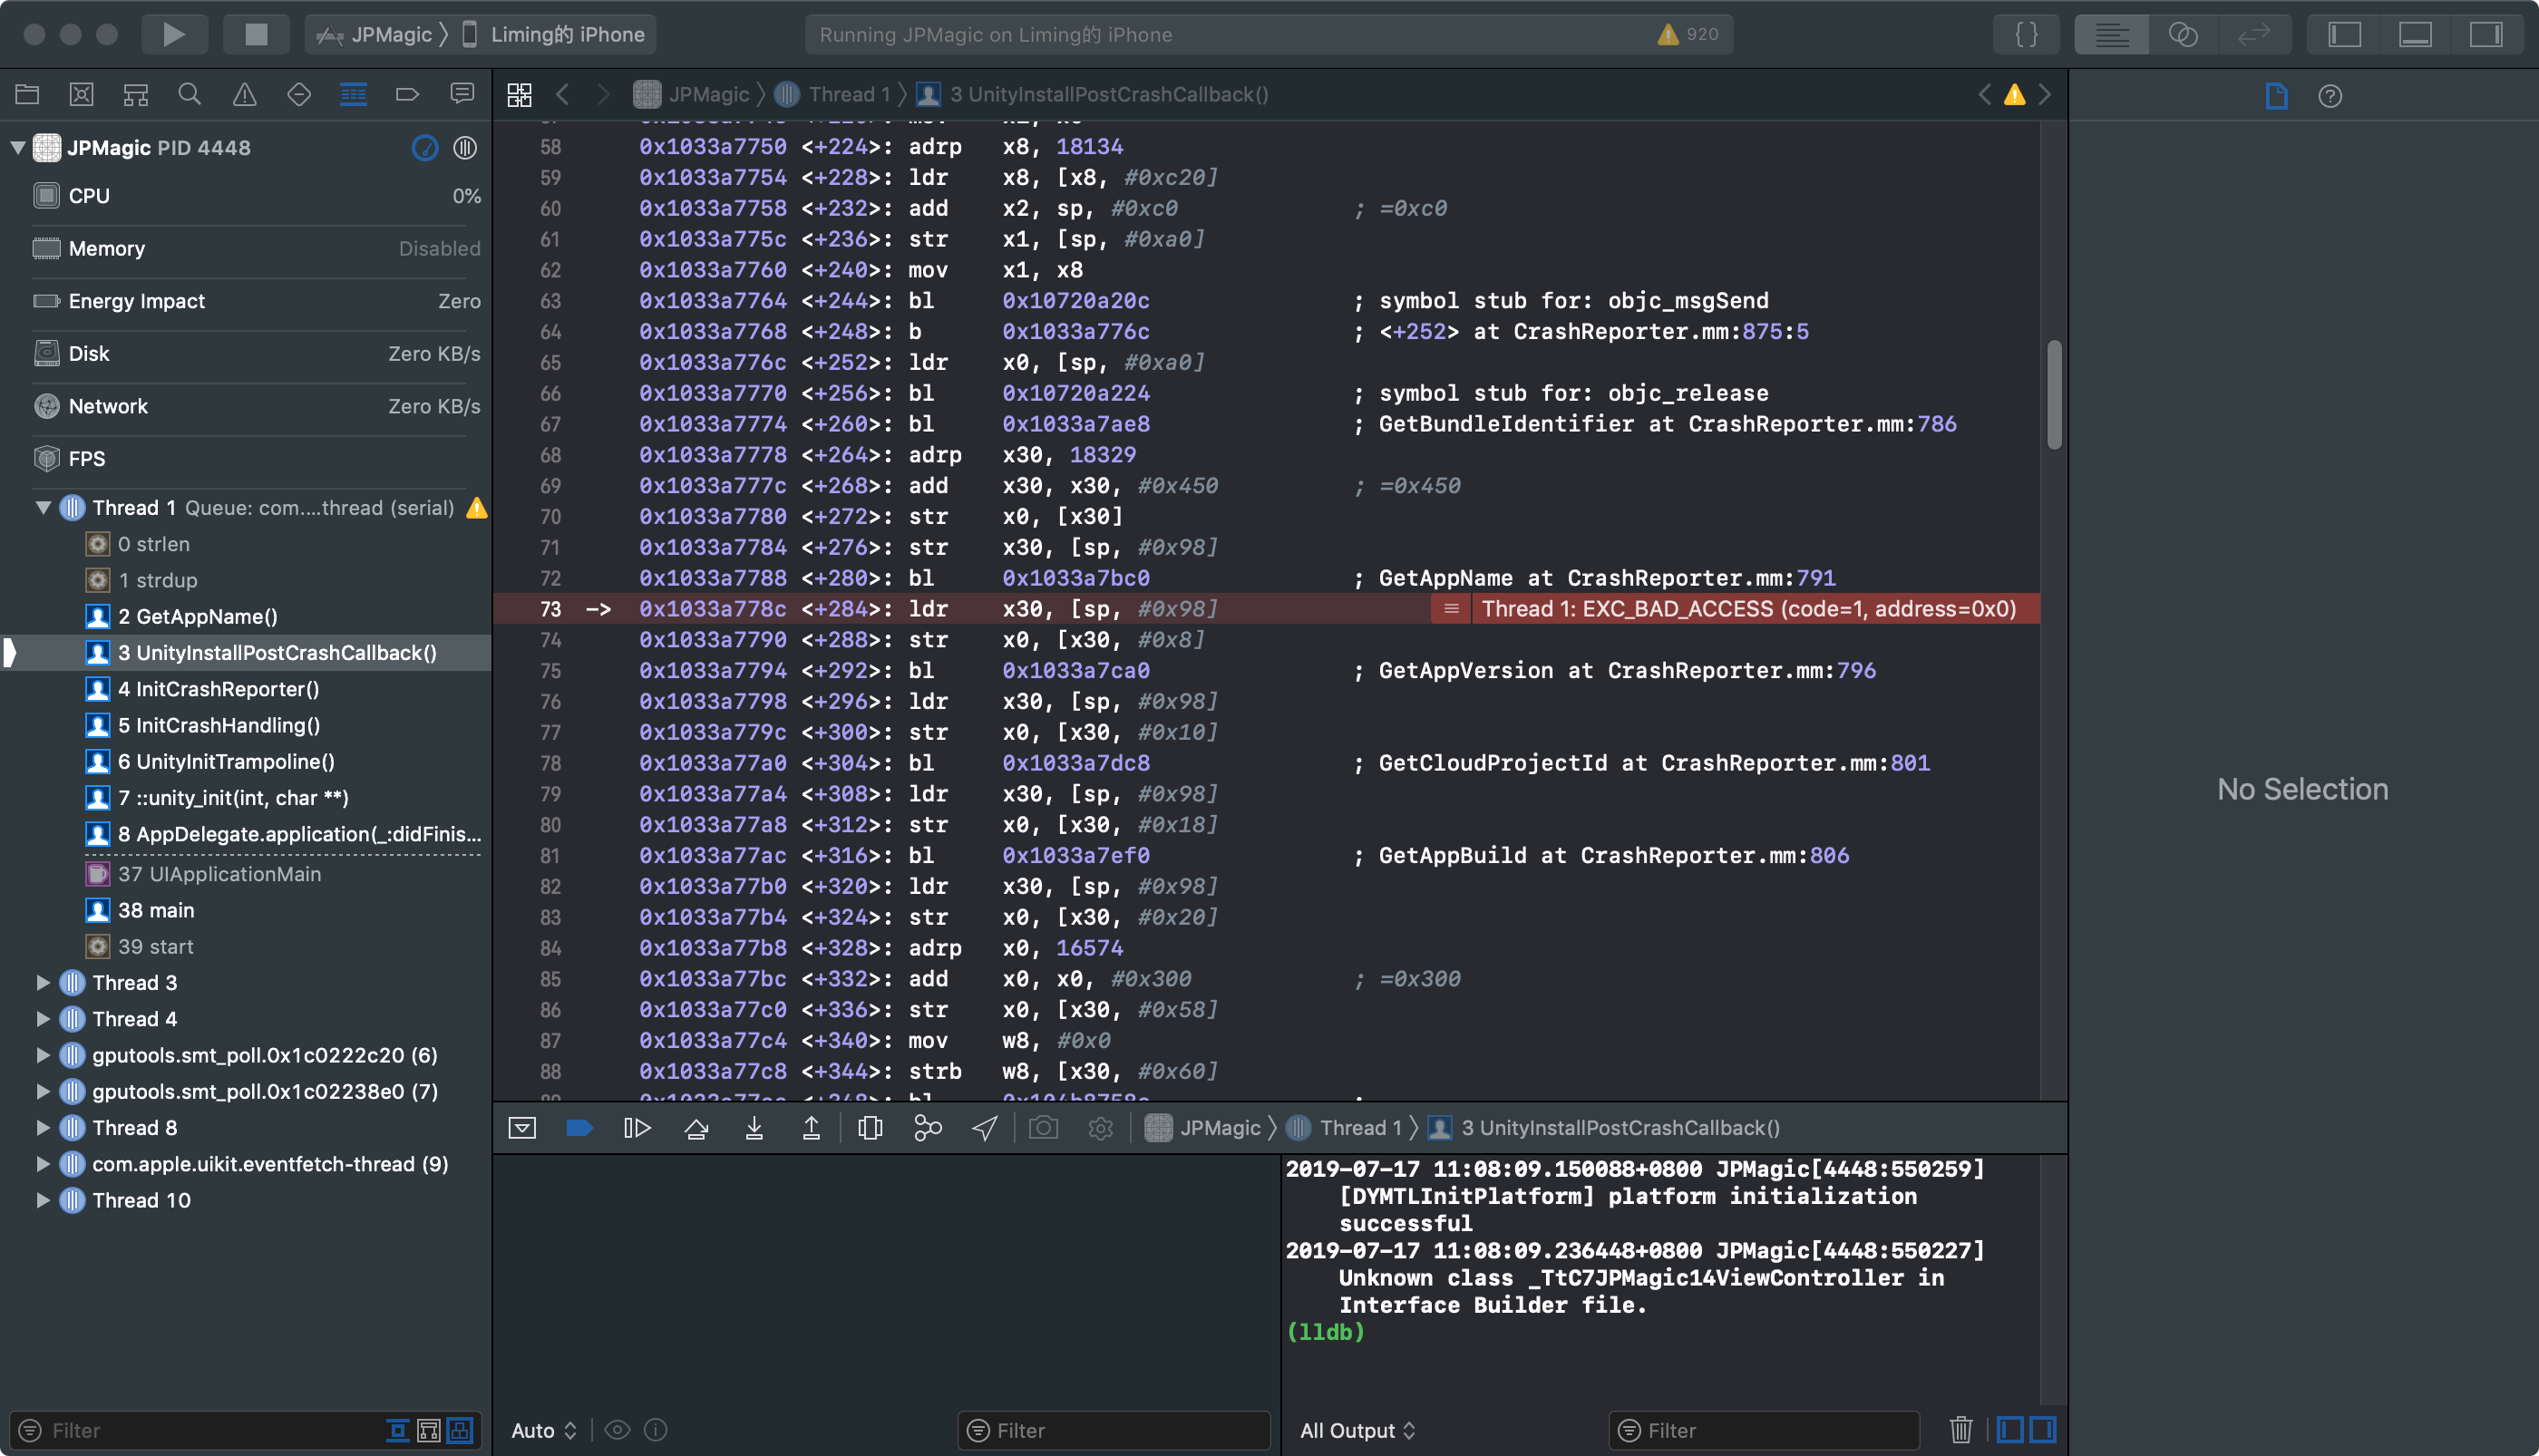 JPMagic 〉 Liming的 iPhone
Running JPMagic on Liming的 iPhone
920
JPMagic 〉 Thread 1 〉 3 UnityInstallPostCrashCallback()
JPMagic PID 4448
CPU 0%
Memory Disabled
Energy Impact Zero
Disk Zero KB/s
Network Zero KB/s
FPS
Thread 1 Queue: com....thread (serial)
0 strlen
1 strdup
2 GetAppName()
3 UnityInstallPostCrashCallback()
4 InitCrashReporter()
5 InitCrashHandling()
6 UnityInitTrampoline()
7 ::unity_init(int, char **)
8 AppDelegate.application(_:didFinis...
37 UIApplicationMain
38 main
39 start
Thread 3
Thread 4
gputools.smt_poll.0x1c0222c20 (6)
gputools.smt_poll.0x1c02238e0 (7)
Thread 8
com.apple.uikit.eventfetch-thread (9)
Thread 10
Filter
58 0x1033a7750 <+224>: adrp x8, 18134
59 0x1033a7754 <+228>: ldr x8, [x8, #0xc20]
60 0x1033a7758 <+232>: add x2, sp, #0xc0 ; =0xc0
61 0x1033a775c <+236>: str x1, [sp, #0xa0]
62 0x1033a7760 <+240>: mov x1, x8
63 0x1033a7764 <+244>: bl 0x10720a20c ; symbol stub for: objc_msgSend
64 0x1033a7768 <+248>: b 0x1033a776c ; <+252> at CrashReporter.mm:875:5
65 0x1033a776c <+252>: ldr x0, [sp, #0xa0]
66 0x1033a7770 <+256>: bl 0x10720a224 ; symbol stub for: objc_release
67 0x1033a7774 <+260>: bl 0x1033a7ae8 ; GetBundleIdentifier at CrashReporter.mm:786
68 0x1033a7778 <+264>: adrp x30, 18329
69 0x1033a777c <+268>: add x30, x30, #0x450 ; =0x450
70 0x1033a7780 <+272>: str x0, [x30]
71 0x1033a7784 <+276>: str x30, [sp, #0x98]
72 0x1033a7788 <+280>: bl 0x1033a7bc0 ; GetAppName at CrashReporter.mm:791
73 -> 0x1033a778c <+284>: ldr x30, [sp, #0x98] Thread 1: EXC_BAD_ACCESS (code=1, address=0x0)
74 0x1033a7790 <+288>: str x0, [x30, #0x8]
75 0x1033a7794 <+292>: bl 0x1033a7ca0 ; GetAppVersion at CrashReporter.mm:796
76 0x1033a7798 <+296>: ldr x30, [sp, #0x98]
77 0x1033a779c <+300>: str x0, [x30, #0x10]
78 0x1033a77a0 <+304>: bl 0x1033a7dc8 ; GetCloudProjectId at CrashReporter.mm:801
79 0x1033a77a4 <+308>: ldr x30, [sp, #0x98]
80 0x1033a77a8 <+312>: str x0, [x30, #0x18]
81 0x1033a77ac <+316>: bl 0x1033a7ef0 ; GetAppBuild at CrashReporter.mm:806
82 0x1033a77b0 <+320>: ldr x30, [sp, #0x98]
83 0x1033a77b4 <+324>: str x0, [x30, #0x20]
84 0x1033a77b8 <+328>: adrp x0, 16574
85 0x1033a77bc <+332>: add x0, x0, #0x300 ; =0x300
86 0x1033a77c0 <+336>: str x0, [x30, #0x58]
87 0x1033a77c4 <+340>: mov w8, #0x0
88 0x1033a77c8 <+344>: strb w8, [x30, #0x60]
JPMagic 〉 Thread 1 〉 3 UnityInstallPostCrashCallback()
2019-07-17 11:08:09.150088+0800 JPMagic[4448:550259]
[DYMTLInitPlatform] platform initialization
successful
2019-07-17 11:08:09.236448+0800 JPMagic[4448:550227]
Unknown class _TtC7JPMagic14ViewController in
Interface Builder file.
(lldb)
Auto
Filter
All Output
Filter
No Selection